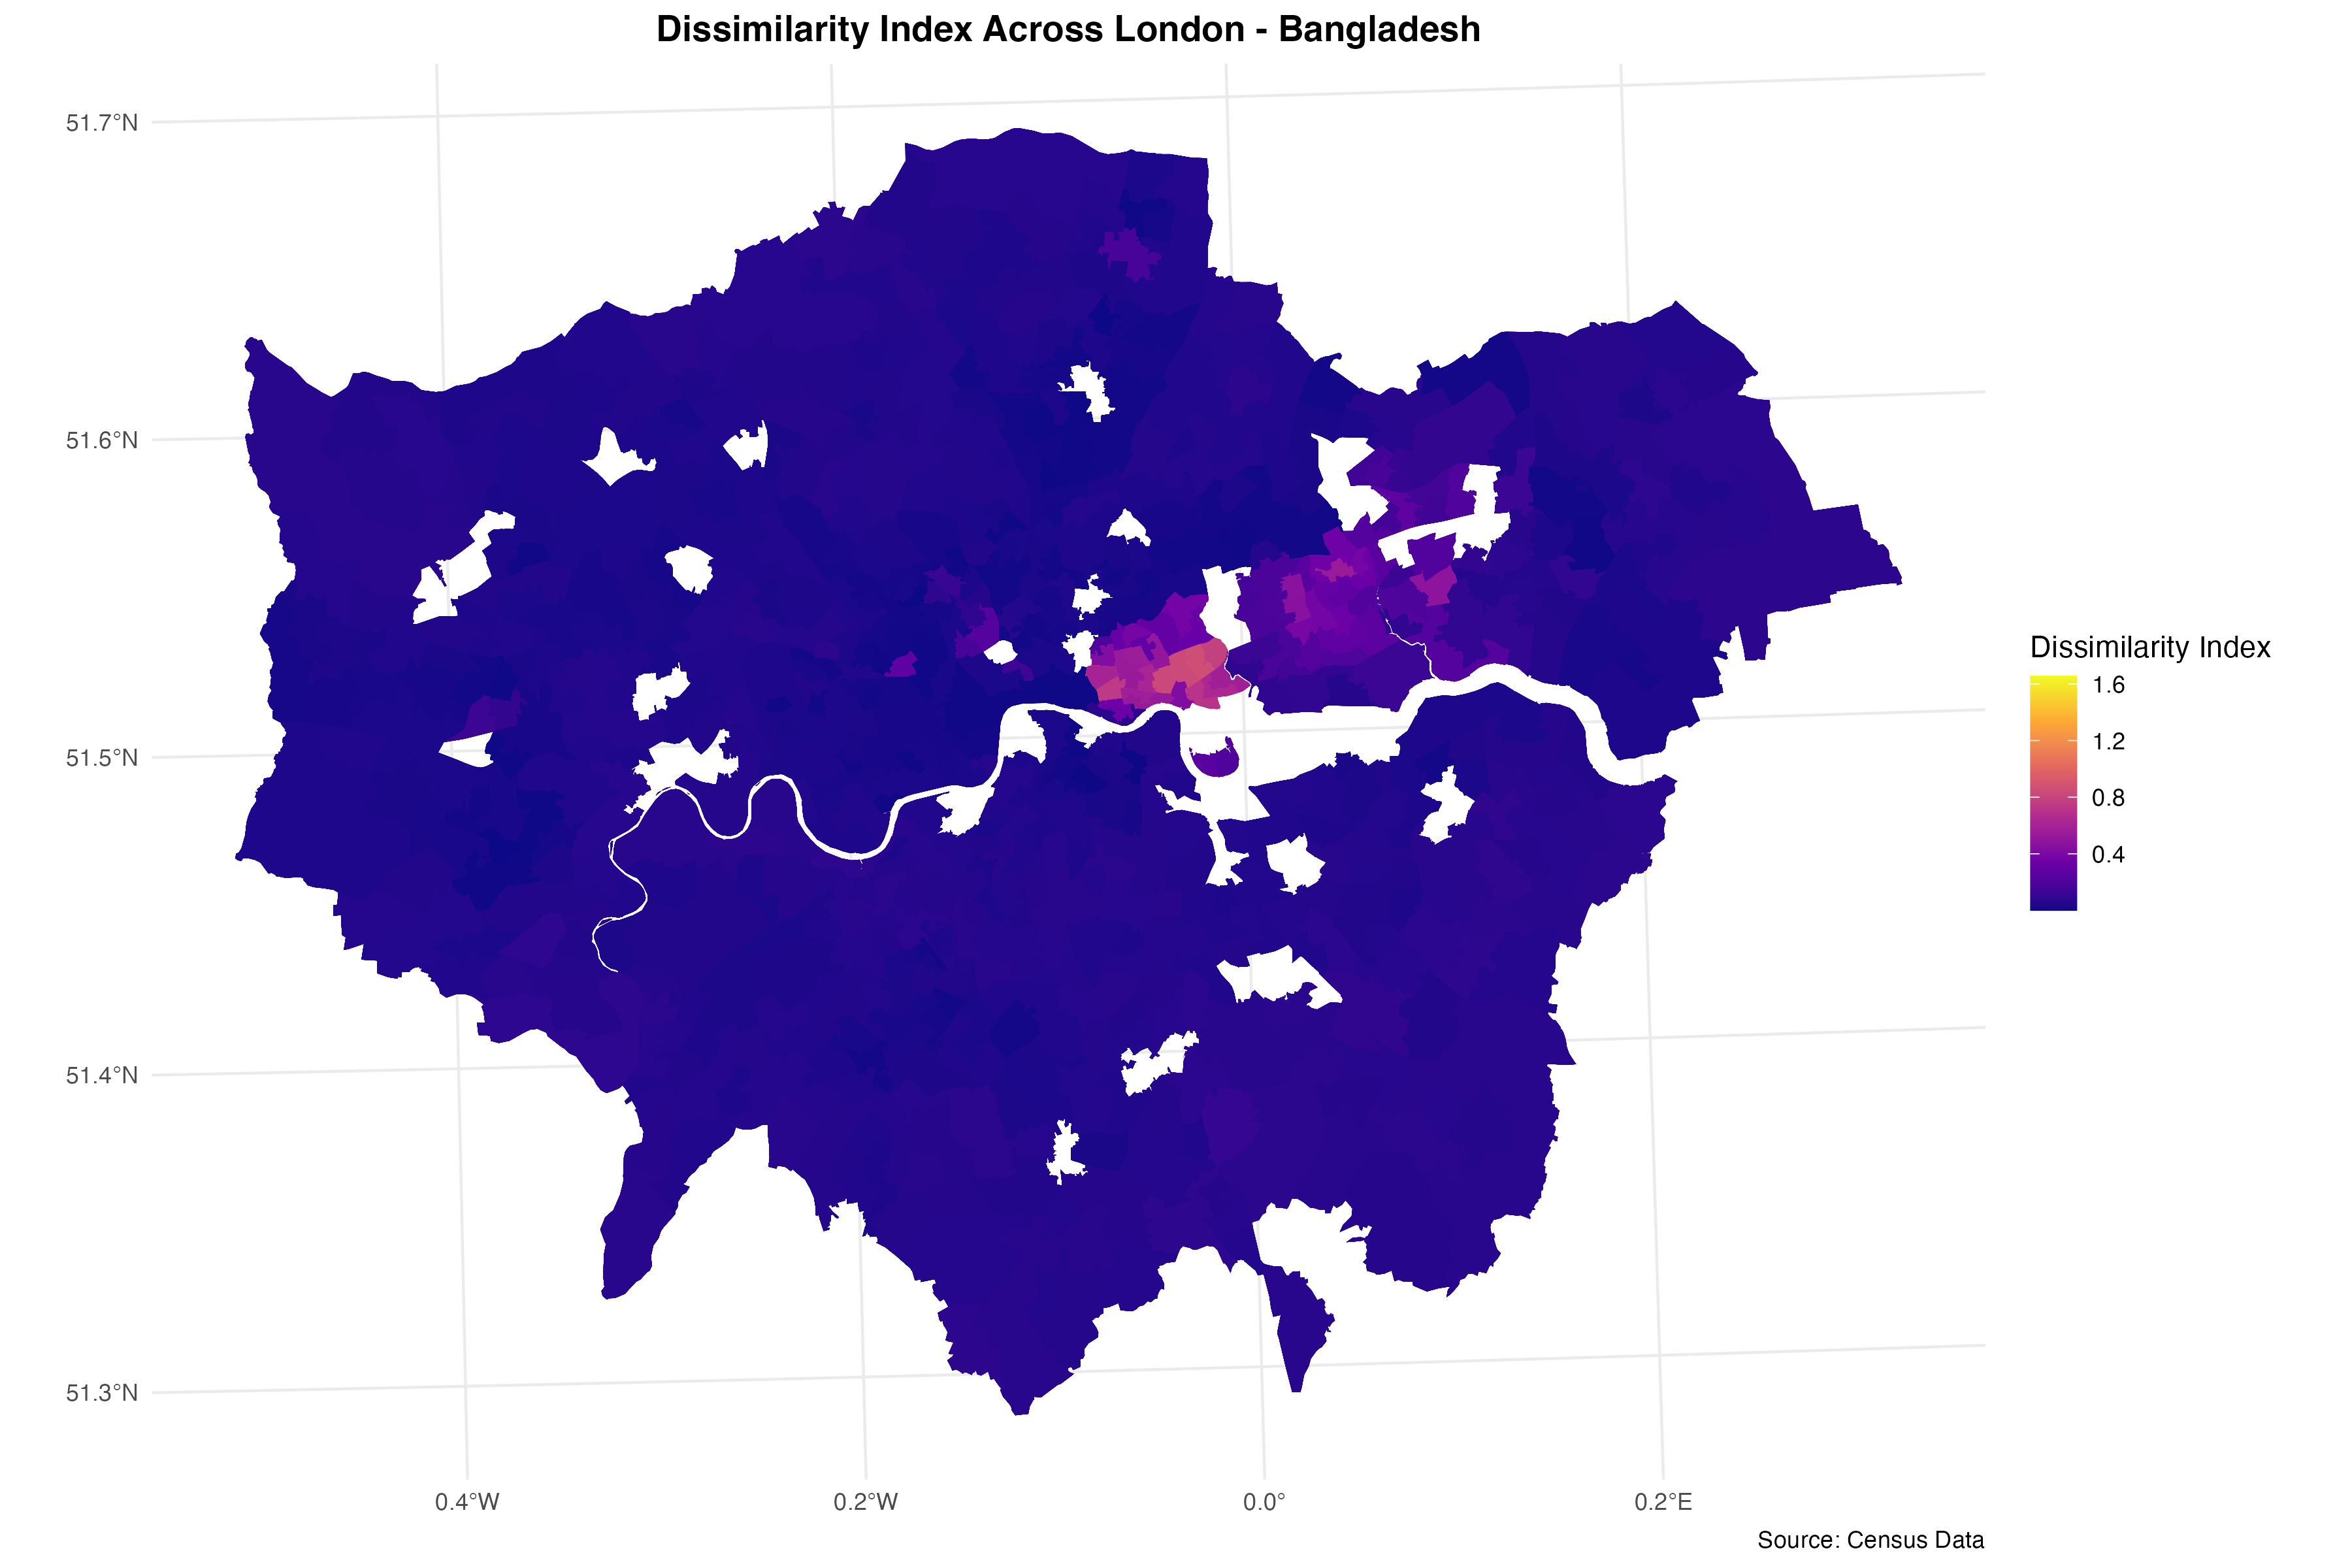 Dissimilarity Index Across London - Bangladesh
51.7°N
51.6°N
51.5°N
51.4°N
51.3°N
0.4°W
0.2°W
0.0°
0.2°E
Dissimilarity Index
1.6
1.2
0.8
0.4
Source: Census Data